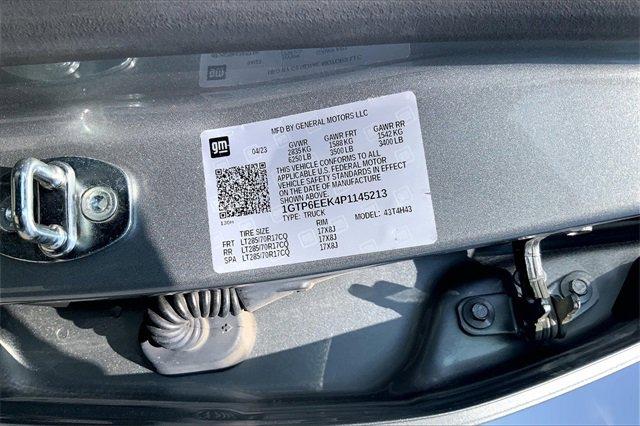 MFD BY GENERAL MOTORS LLC
gm
04/23 GVWR GAWR FRT GAWR RR
2835 KG 1588 KG 1542 KG
6250 LB 3500 LB 3400 LB
THIS VEHICLE CONFORMS TO ALL
APPLICABLE U.S. FEDERAL MOTOR
VEHICLE SAFETY STANDARDS IN EFFECT
ON THE DATE OF MANUFACTURE
1GTP6EEK4P1145213
TYPE: TRUCK MODEL: 43T4H43
TIRE SIZE RIM
FRT LT285/70R17CQ 17X8J
RR LT285/70R17CQ 17X8J
SPA LT285/70R17CQ 17X8J